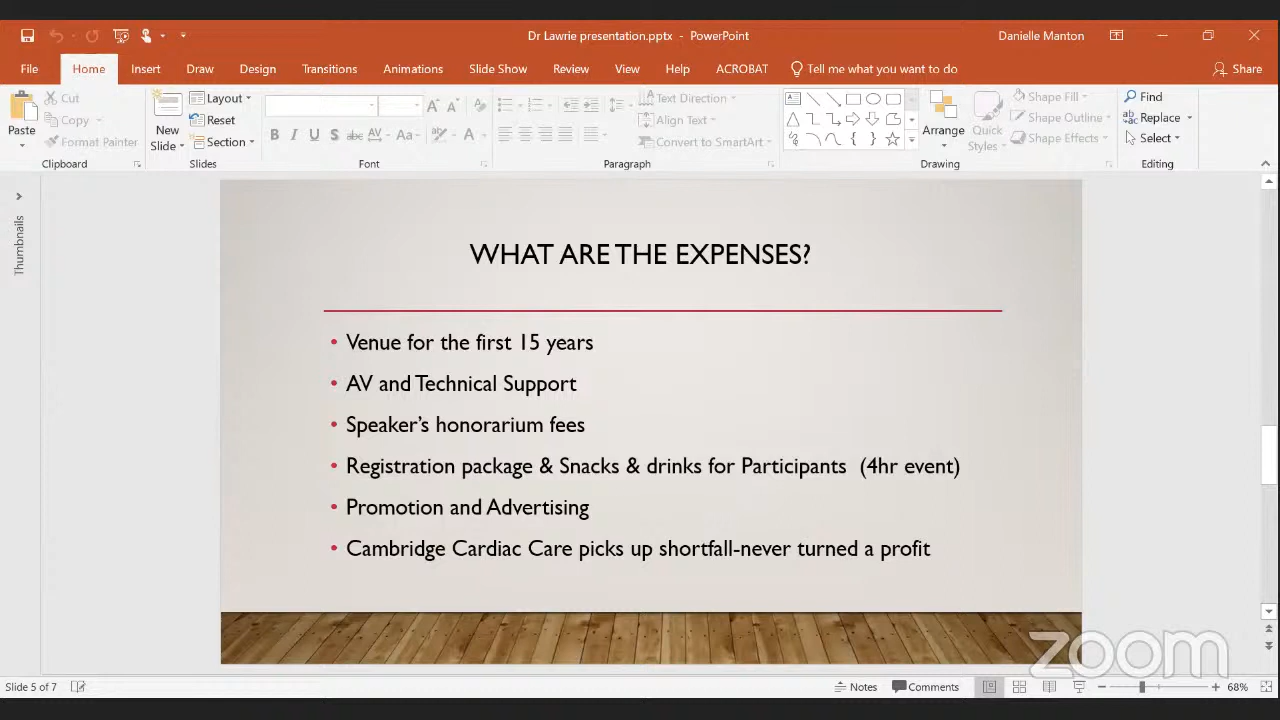 Dr Lawrie presentation.pptx - PowerPoint
Danielle Manton
File Home Insert Draw Design Transitions Animations Slide Show Review View Help ACROBAT Tell me what you want to do Share
Paste
Cut
Copy
Format Painter
Clipboard
New Slide
Layout
Reset
Section
Slides
B I U S abc AV Aa A
Font
Text Direction
Align Text
Convert to SmartArt
Paragraph
Arrange
Quick Styles
Shape Fill
Shape Outline
Shape Effects
Drawing
Find
Replace
Select
Editing
Thumbnails
WHAT ARE THE EXPENSES?
• Venue for the first 15 years
• AV and Technical Support
• Speaker's honorarium fees
• Registration package & Snacks & drinks for Participants (4hr event)
• Promotion and Advertising
• Cambridge Cardiac Care picks up shortfall-never turned a profit
zoom
Slide 5 of 7
Notes Comments 68%